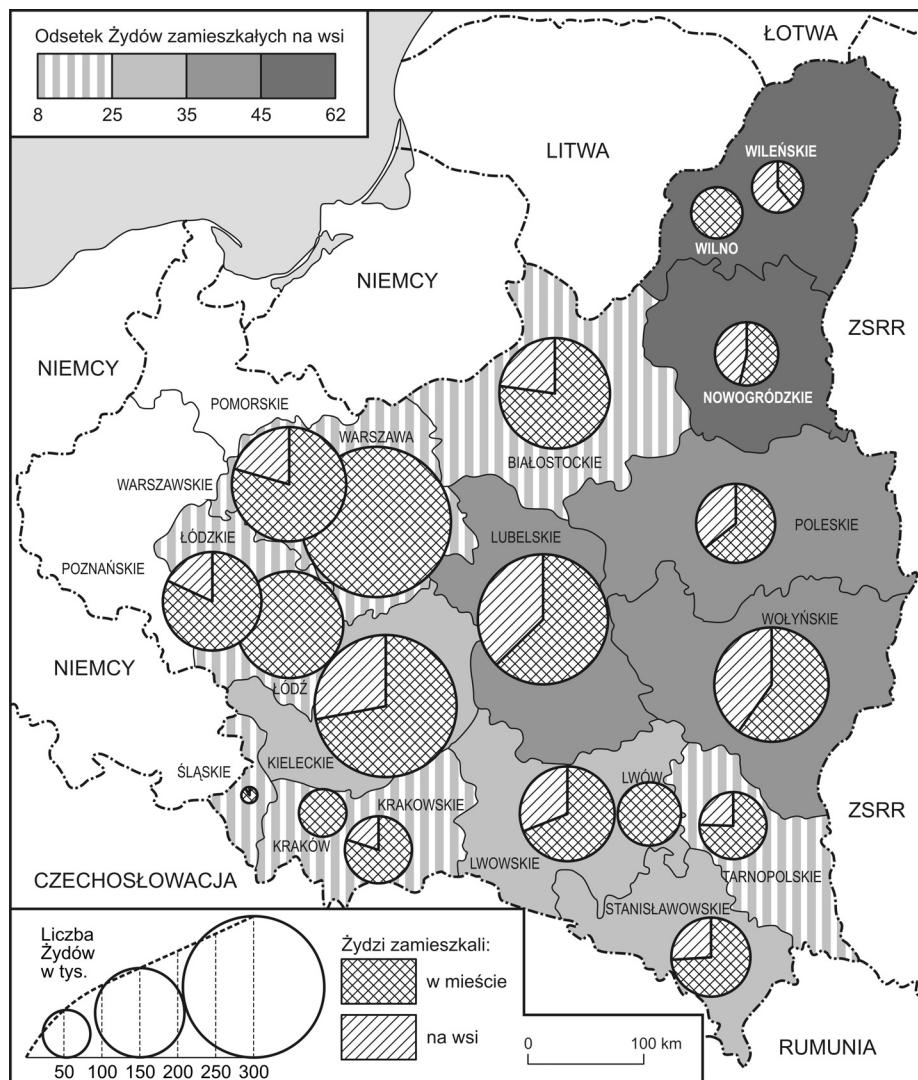 Odsetek Żydów zamieszkałych na wsi
8 25 35 45 62
ŁOTWA
LITWA
WILEŃSKIE
WILNO
NIEMCY
ZSRR
NIEMCY
NOWOGRÓDZKIE
POMORSKIE
WARSZAWA
BIAŁOSTOCKIE
WARSZAWSKIE
ŁÓDZKIE
LUBELSKIE
POLESKIE
POZNAŃSKIE
WOŁYŃSKIE
NIEMCY
ŁÓDŹ
KIELECKIE
ŚLĄSKIE
LWÓW
KRAKOWSKIE
ZSRR
KRAKÓW
LWOWSKIE
TARNOPOLSKIE
CZECHOSŁOWACJA
STANISŁAWOWSKIE
Liczba
Żydów
w tys.
50 100 150 200 250 300
Żydzi zamieszkali:
w mieście
na wsi
0 100 km
RUMUNIA